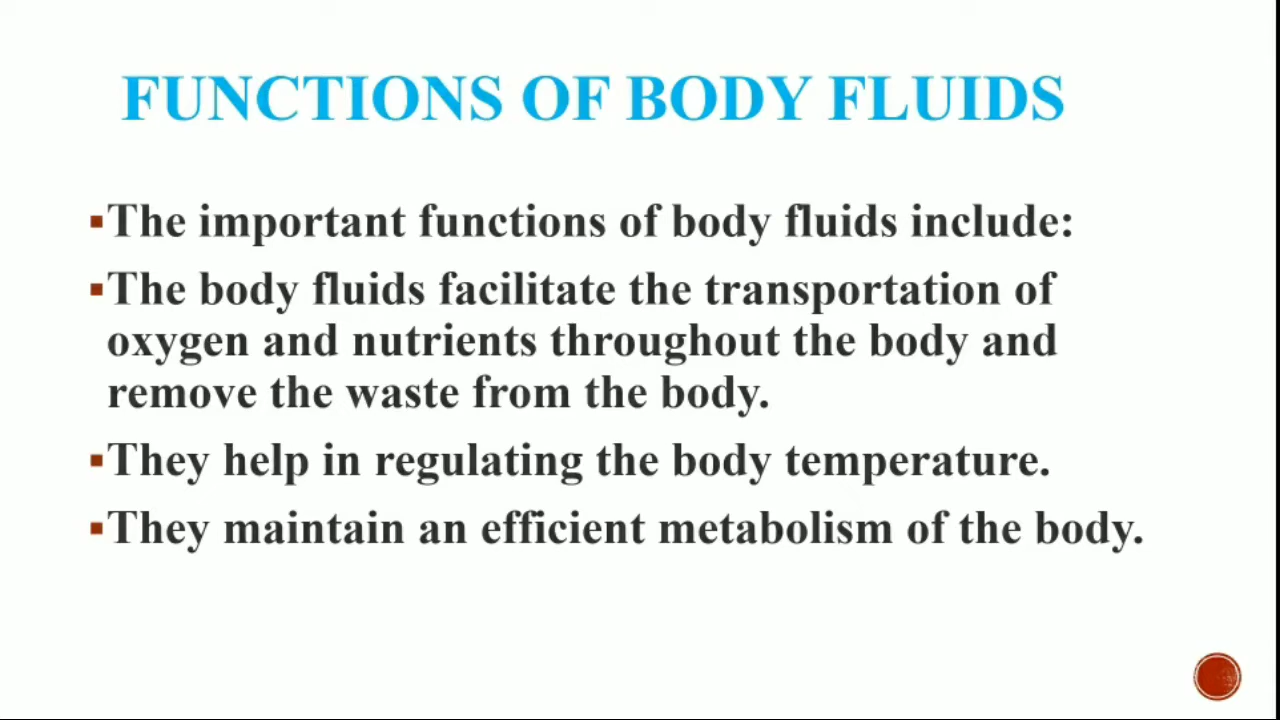 FUNCTIONS OF BODY FLUIDS
▪The important functions of body fluids include:
▪The body fluids facilitate the transportation of
oxygen and nutrients throughout the body and
remove the waste from the body.
▪They help in regulating the body temperature.
▪They maintain an efficient metabolism of the body.